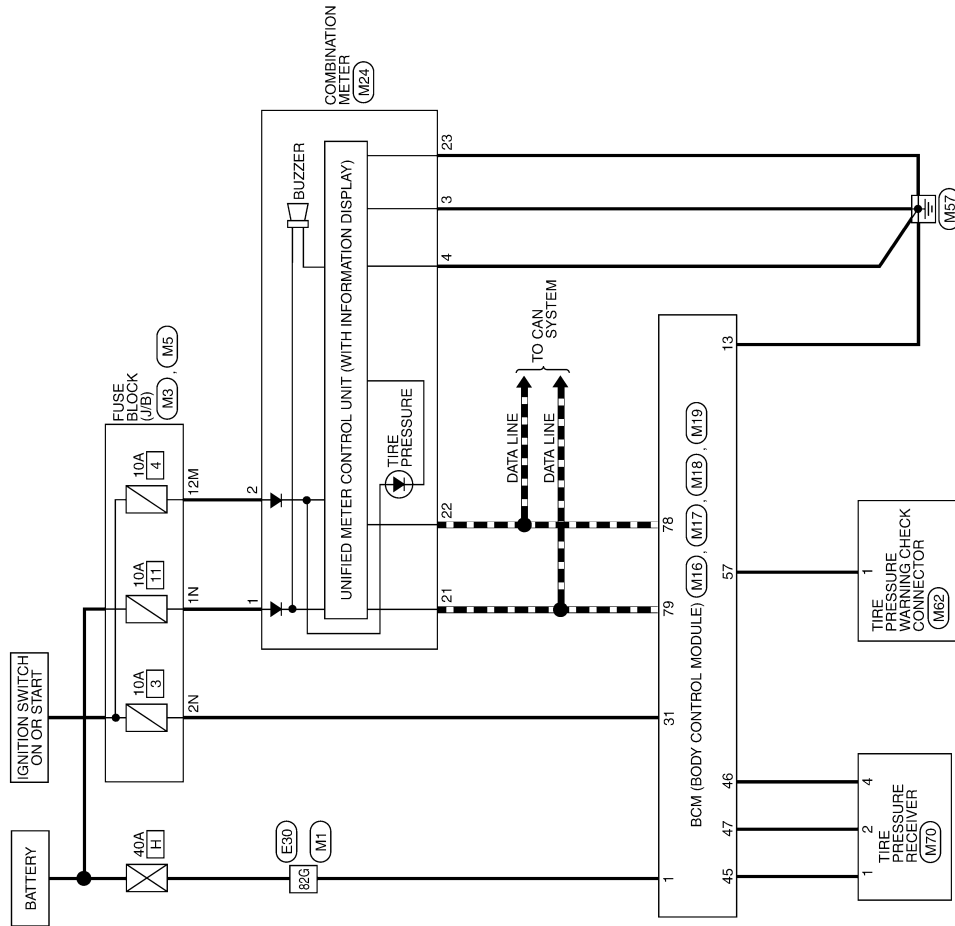 BATTERY
IGNITION SWITCH
ON OR START
40A
H
10A
3
10A
11
10A
4
FUSE
BLOCK
(J/B)
M3 , M5
2N
1N
12M
82G
E30
M1
1
2
COMBINATION
METER
M24
BUZZER
UNIFIED METER CONTROL UNIT (WITH INFORMATION DISPLAY)
TIRE
PRESSURE
21
22
4
3
23
DATA LINE
DATA LINE
TO CAN
SYSTEM
1
31
79
78
13
BCM (BODY CONTROL MODULE) M16 , M17 , M18 , M19
45
47
46
57
M57
1
2
4
TIRE
PRESSURE
RECEIVER
M70
1
TIRE
PRESSURE
WARNING CHECK
CONNECTOR
M62